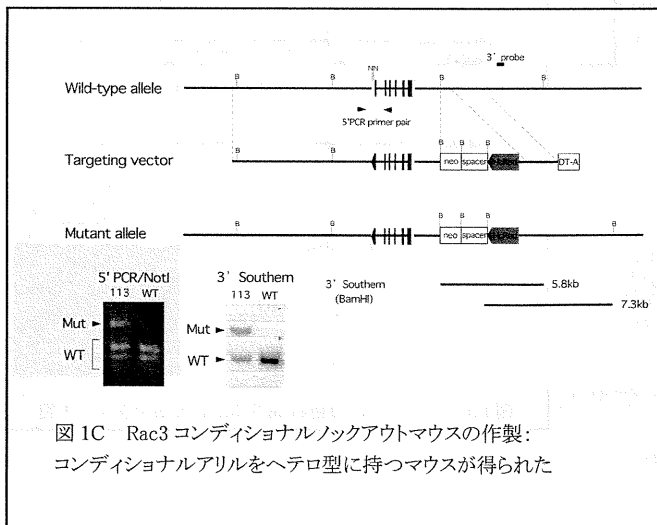 3' probe
B B NN B B
Wild-type allele
5'PCR primer pair
B B B B
Targeting vector
neo spacer DT-A
B B B B B B
Mutant allele
neo spacer
5' PCR/NotI
113 WT
Mut
WT
3' Southern
113 WT
Mut
WT
3' Southern
(BamHI)
5.8kb
7.3kb
図 1C Rac3 コンディショナルノックアウトマウスの作製:
コンディショナルアリルをヘテロ型に持つマウスが得られた